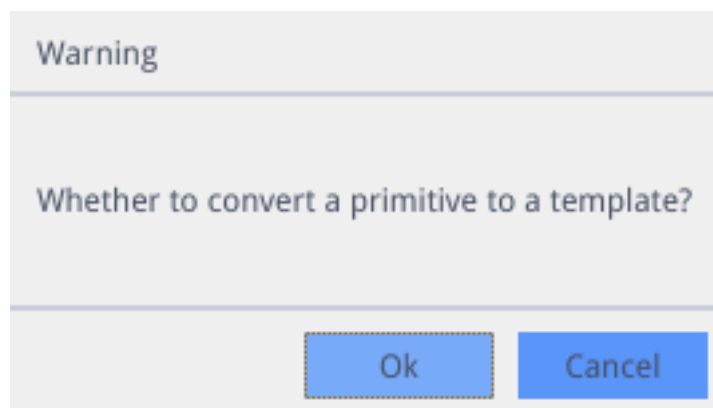 Warning
Whether to convert a primitive to a template?
Ok
Cancel